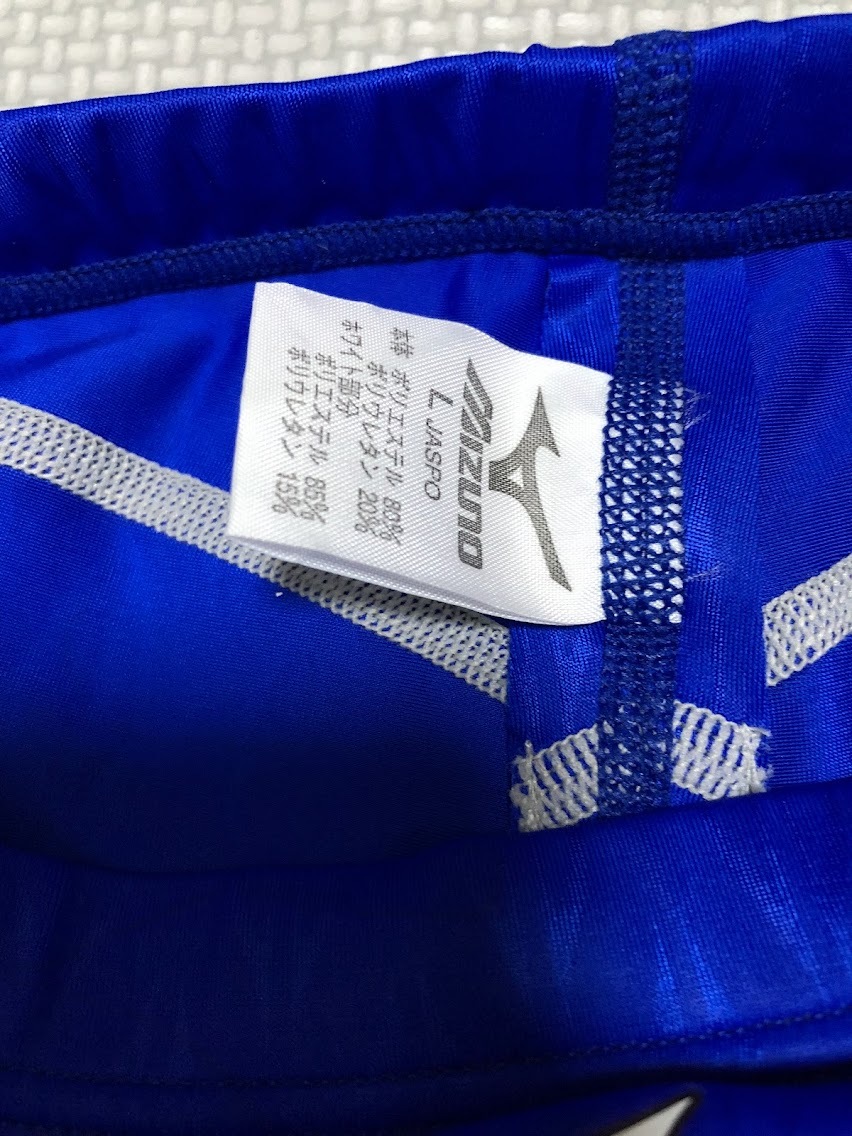 MIZUNO
L JASPO
本体 ポリエステル 80%
ポリウレタン 20%
ホワイト部分
ポリエステル 85%
ポリウレタン 15%